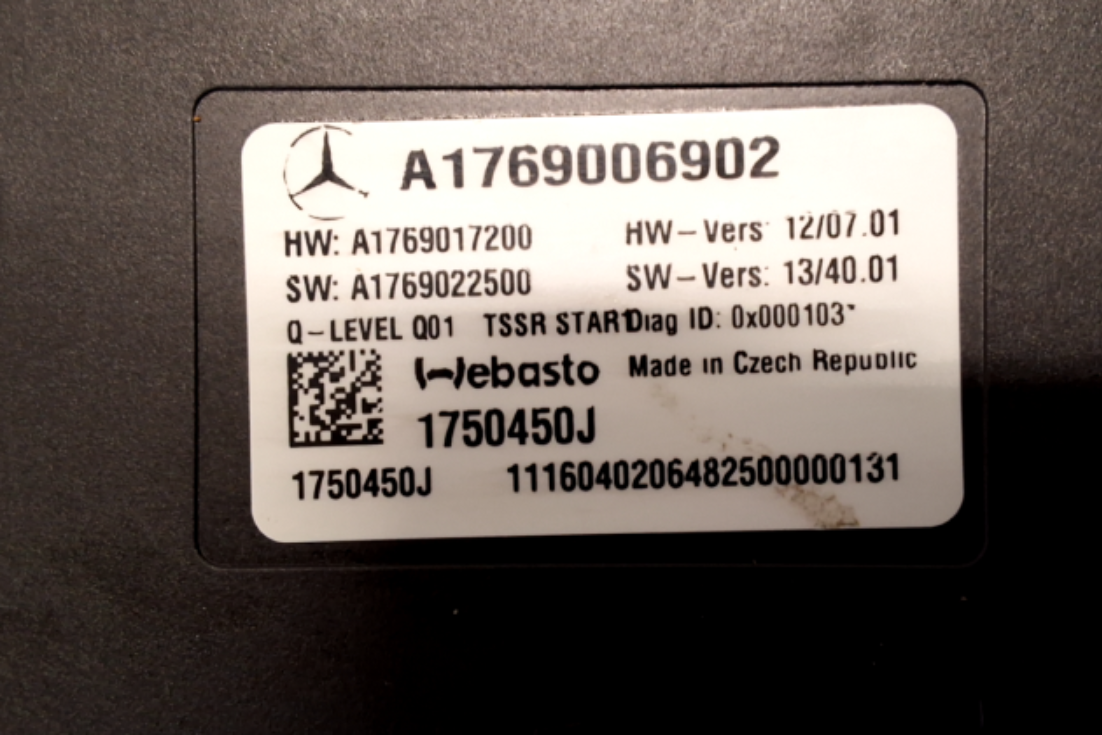 A1769006902
HW: A1769017200 HW-Vers: 12/07.01
SW: A1769022500 SW-Vers: 13/40.01
Q-LEVEL Q01 TSSR START Diag ID: 0x000103
Webasto Made in Czech Republic
1750450J
1750450J 1116040206482500000131